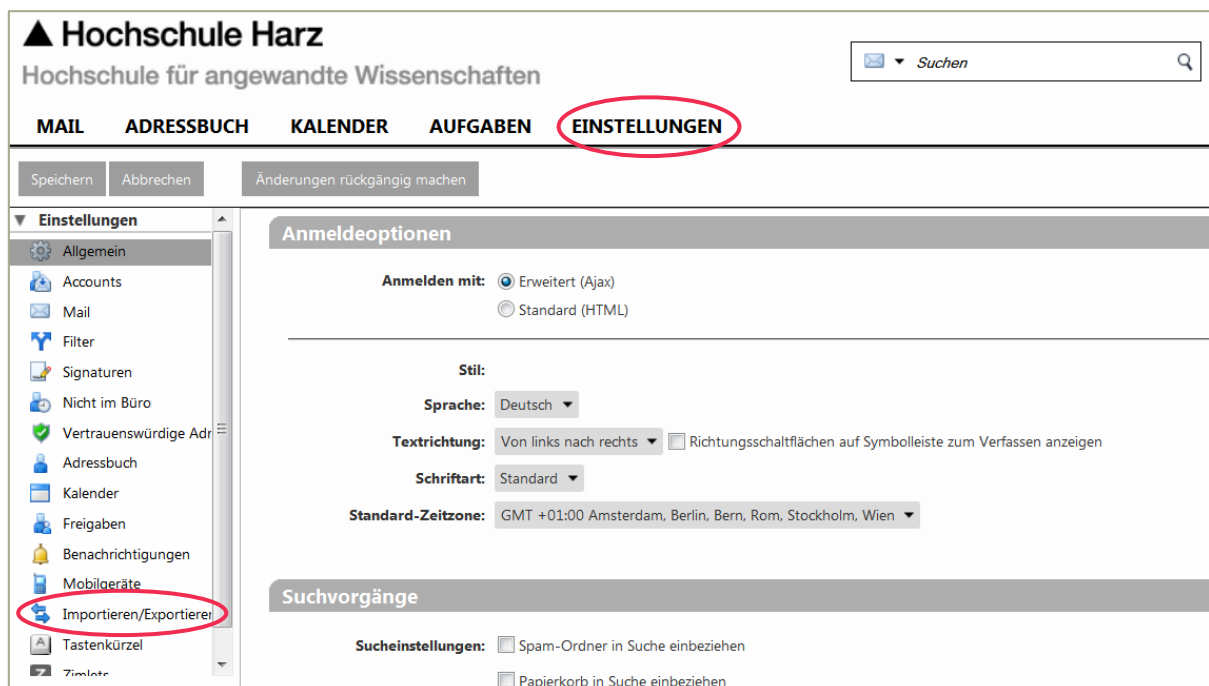 Hochschule Harz
Hochschule für angewandte Wissenschaften
Suchen
MAIL ADRESSBUCH KALENDER AUFGABEN EINSTELLUNGEN
Speichern Abbrechen Änderungen rückgängig machen
Einstellungen
Allgemein
Accounts
Mail
Filter
Signaturen
Nicht im Büro
Vertrauenswürdige Adr
Adressbuch
Kalender
Freigaben
Benachrichtigungen
Mobilgeräte
Importieren/Exportieren
Tastenkürzel
Zimlets
Anmeldeoptionen
Anmelden mit: Erweitert (Ajax)
Standard (HTML)
Stil:
Sprache: Deutsch
Textrichtung: Von links nach rechts Richtungsschaltflächen auf Symbolleiste zum Verfassen anzeigen
Schriftart: Standard
Standard-Zeitzone: GMT +01:00 Amsterdam, Berlin, Bern, Rom, Stockholm, Wien
Suchvorgänge
Sucheinstellungen: Spam-Ordner in Suche einbeziehen
Papierkorb in Suche einbeziehen